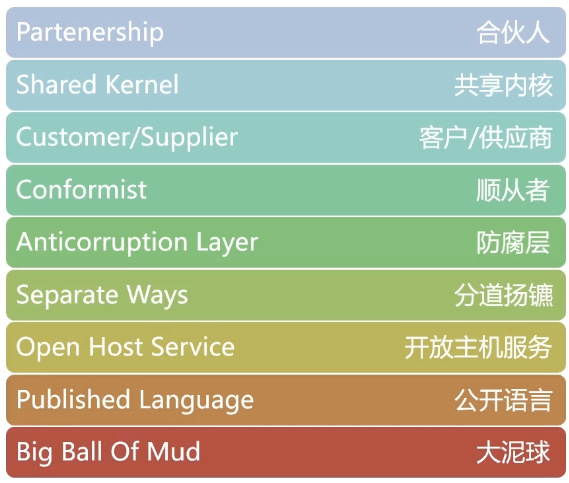 Partenership 合伙人
Shared Kernel 共享内核
Customer/Supplier 客户/供应商
Conformist 顺从者
Anticorruption Layer 防腐层
Separate Ways 分道扬镳
Open Host Service 开放主机服务
Published Language 公开语言
Big Ball Of Mud 大泥球